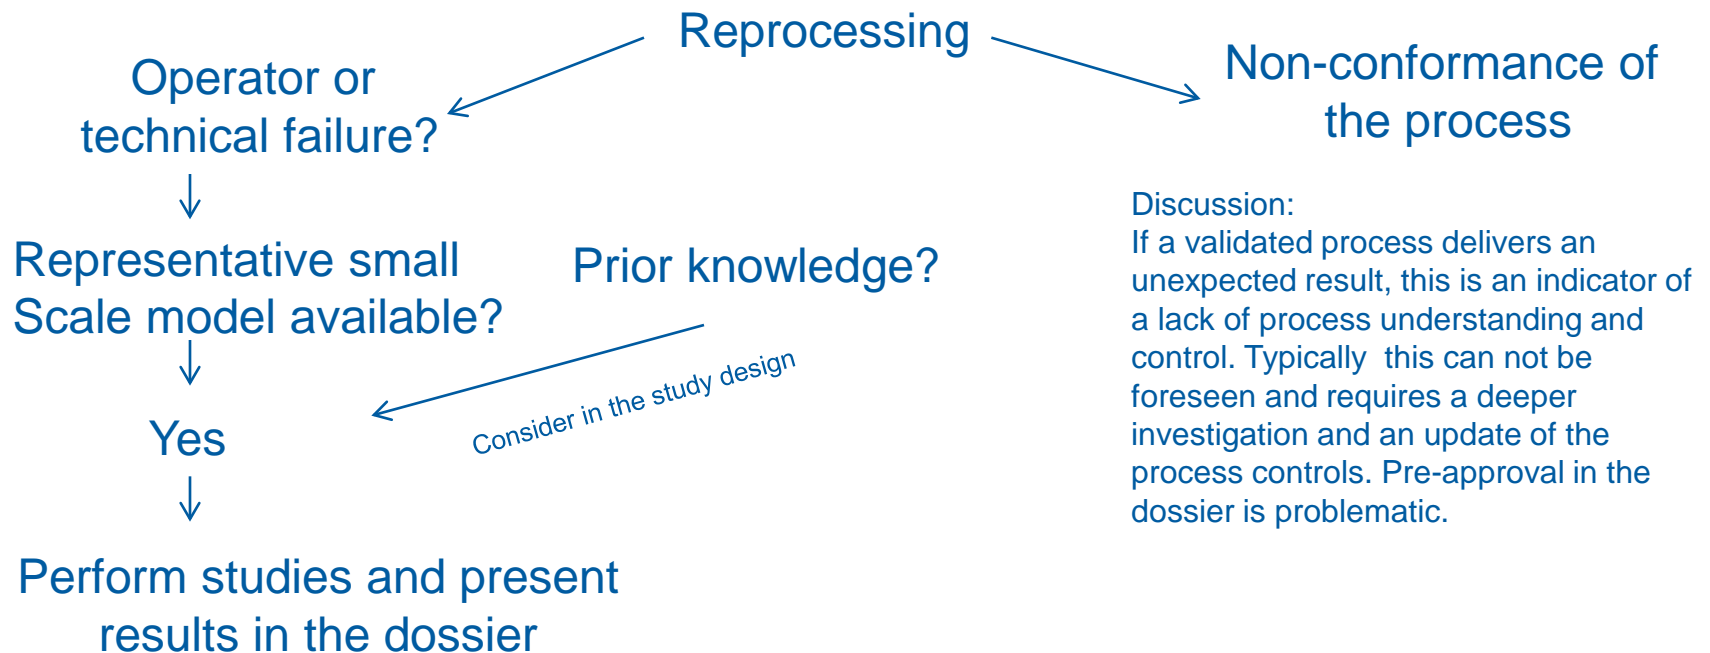 Reprocessing
Operator or
technical failure?
Representative small
Scale model available?
Yes
Perform studies and present
results in the dossier
Prior knowledge?
Consider in the study design
Non-conformance of
the process
Discussion:
If a validated process delivers an
unexpected result, this is an indicator of
a lack of process understanding and
control. Typically  this can not be
foreseen and requires a deeper
investigation and an update of the
process controls. Pre-approval in the
dossier is problematic.